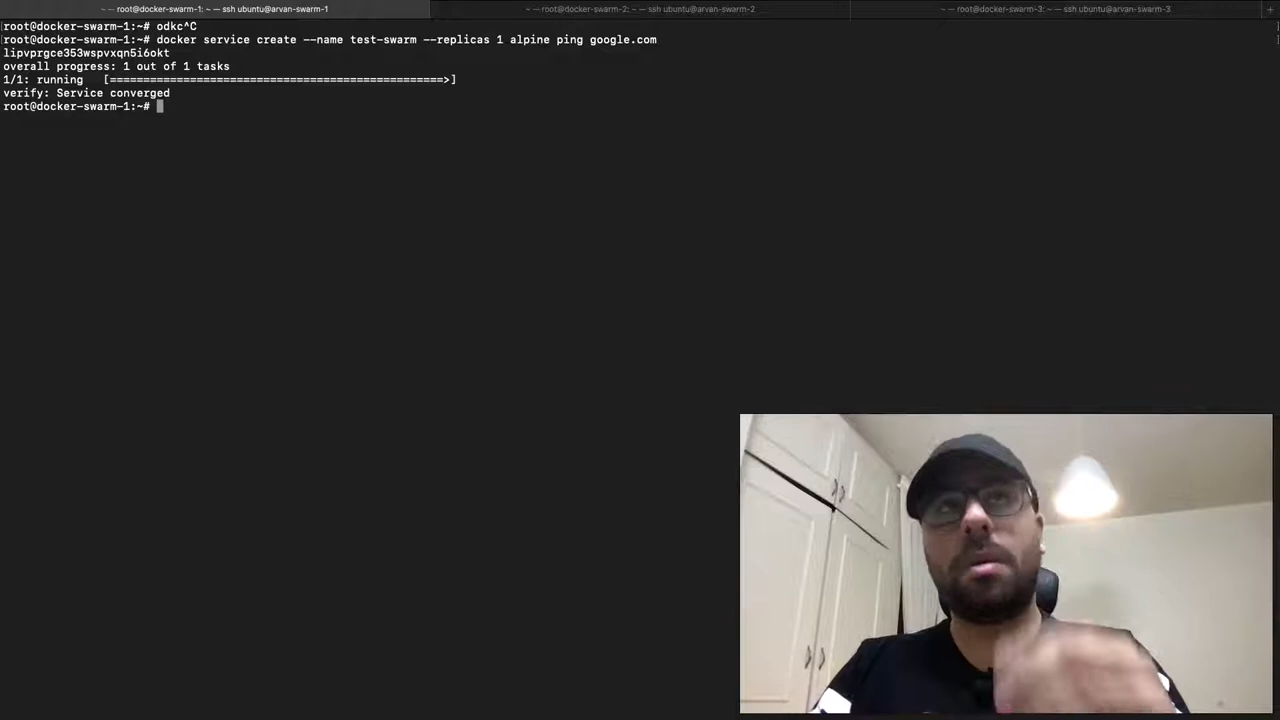 ~ — root@docker-swarm-1: ~ — ssh ubuntu@arvan-swarm-1
~ — root@docker-swarm-2: ~ — ssh ubuntu@arvan-swarm-2
~ — root@docker-swarm-3: ~ — ssh ubuntu@arvan-swarm-3
root@docker-swarm-1:~# odkc^C
root@docker-swarm-1:~# docker service create --name test-swarm --replicas 1 alpine ping google.com
lipvprgce353wspvxqn5i6okt
overall progress: 1 out of 1 tasks
1/1: running   [==================================================>]
verify: Service converged
root@docker-swarm-1:~#